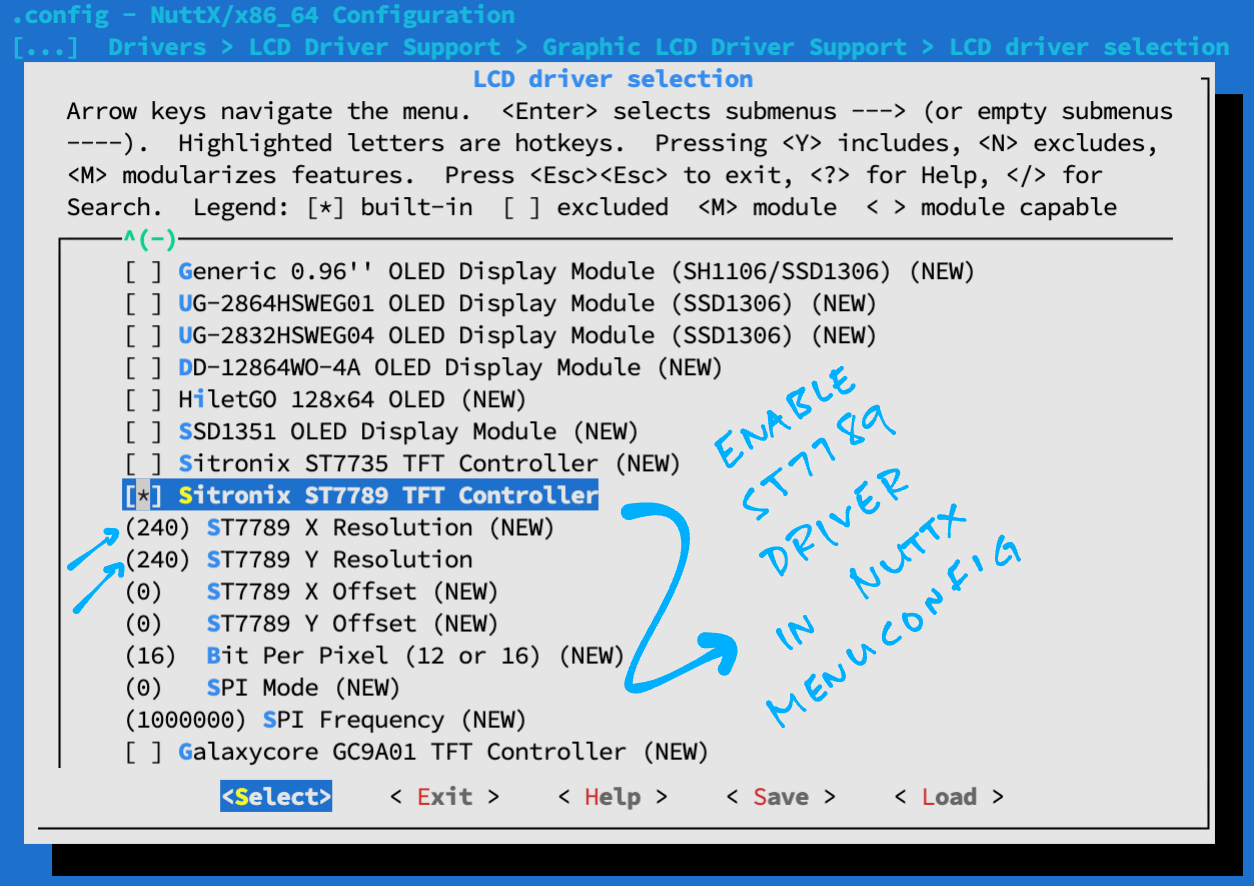 .config - NuttX/x86_64 Configuration
[...] Drivers > LCD Driver Support > Graphic LCD Driver Support > LCD driver selection
LCD driver selection
Arrow keys navigate the menu.  <Enter> selects submenus ---> (or empty submenus
----).  Highlighted letters are hotkeys.  Pressing <Y> includes, <N> excludes,
<M> modularizes features.  Press <Esc><Esc> to exit, <?> for Help, </> for
Search.  Legend: [*] built-in  [ ] excluded  <M> module  < > module capable
^(-)
[ ] Generic 0.96'' OLED Display Module (SH1106/SSD1306) (NEW)
[ ] UG-2864HSWEG01 OLED Display Module (SSD1306) (NEW)
[ ] UG-2832HSWEG04 OLED Display Module (SSD1306) (NEW)
[ ] DD-12864WO-4A OLED Display Module (NEW)
[ ] HiletGO 128x64 OLED (NEW)
[ ] SSD1351 OLED Display Module (NEW)
[ ] Sitronix ST7735 TFT Controller (NEW)
[*] Sitronix ST7789 TFT Controller
(240) ST7789 X Resolution (NEW)
(240) ST7789 Y Resolution
(0)   ST7789 X Offset (NEW)
(0)   ST7789 Y Offset (NEW)
(16)  Bit Per Pixel (12 or 16) (NEW)
(0)   SPI Mode (NEW)
(1000000) SPI Frequency (NEW)
[ ] Galaxycore GC9A01 TFT Controller (NEW)
ENABLE
ST7789
DRIVER
IN NUTTX
MENUCONFIG
<Select>    < Exit >    < Help >    < Save >    < Load >